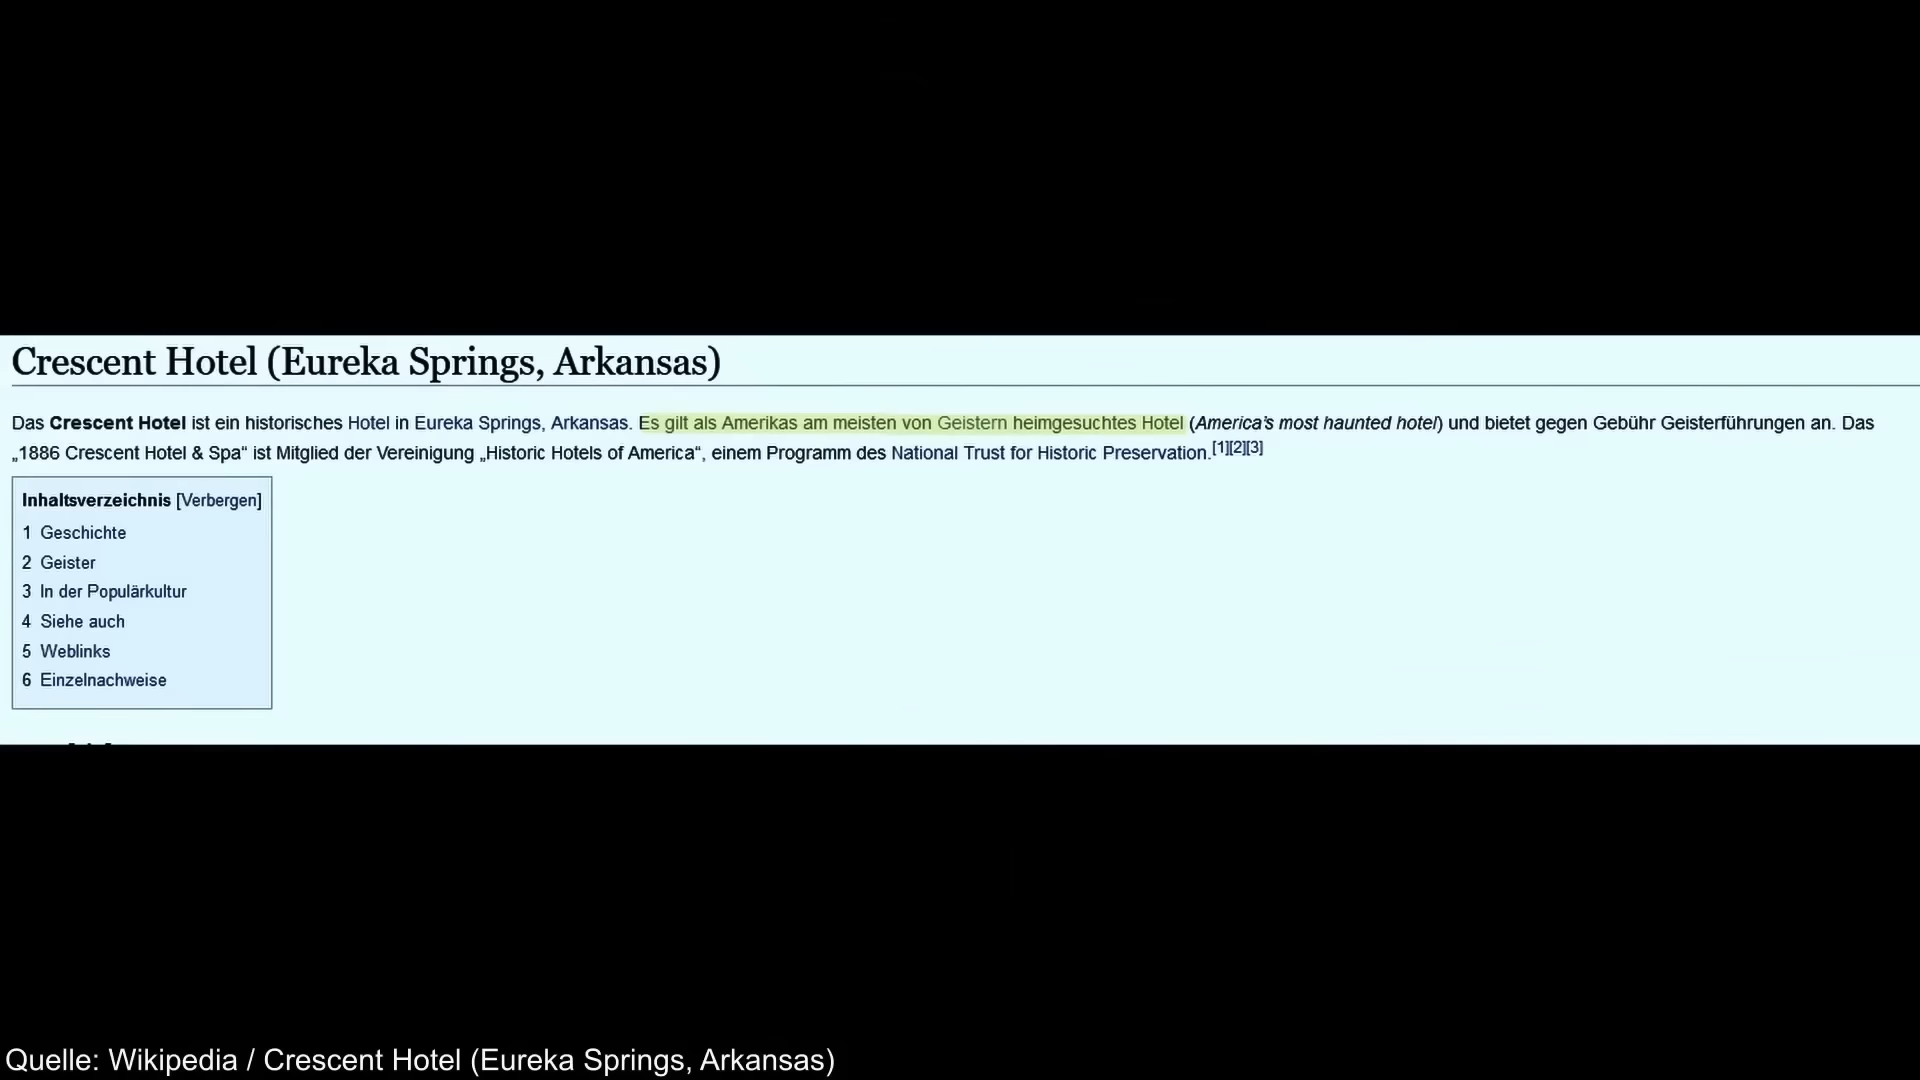 Crescent Hotel (Eureka Springs, Arkansas)
Das Crescent Hotel ist ein historisches Hotel in Eureka Springs, Arkansas. Es gilt als Amerikas am meisten von Geistern heimgesuchtes Hotel (America's most haunted hotel) und bietet gegen Gebühr Geisterführungen an. Das
„1886 Crescent Hotel & Spa“ ist Mitglied der Vereinigung „Historic Hotels of America“, einem Programm des National Trust for Historic Preservation.[1][2][3]
Inhaltsverzeichnis [Verbergen]
1 Geschichte
2 Geister
3 In der Populärkultur
4 Siehe auch
5 Weblinks
6 Einzelnachweise
Quelle: Wikipedia / Crescent Hotel (Eureka Springs, Arkansas)